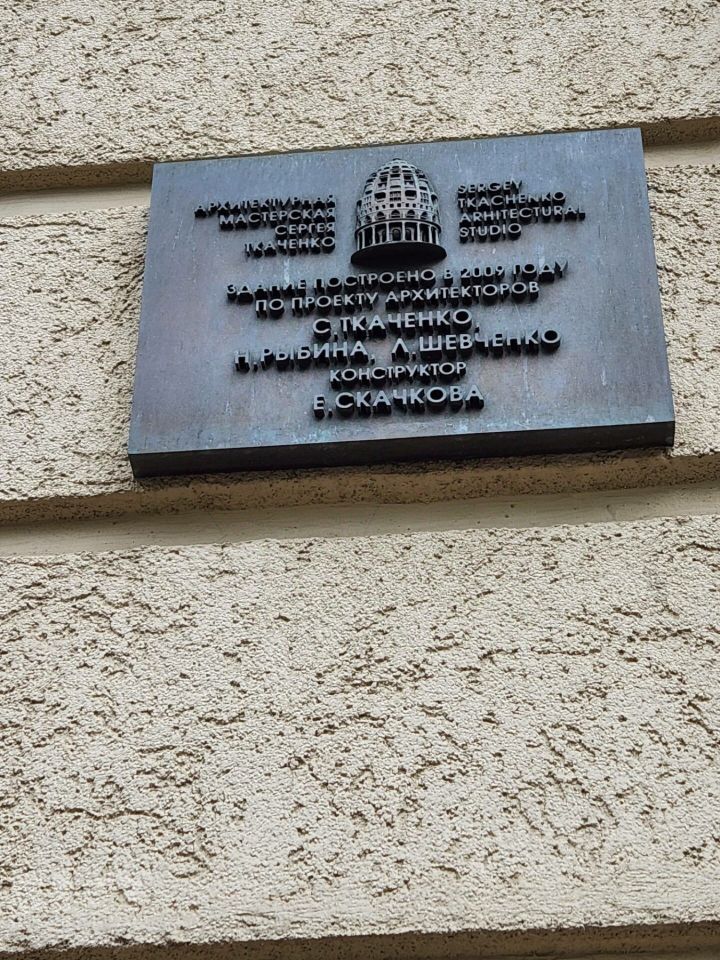 АРХИТЕКТУРНАЯ
МАСТЕРСКАЯ
СЕРГЕЯ
ТКАЧЕНКО
SERGEY
TKACHENKO
ARHITECTURAL
STUDIO
ЗДАНИЕ ПОСТРОЕНО В 2009 ГОДУ
ПО ПРОЕКТУ АРХИТЕКТОРОВ
С.ТКАЧЕНКО,
Н.РЫБИНА, Л.ШЕВЧЕНКО
КОНСТРУКТОР
Е.СКАЧКОВА